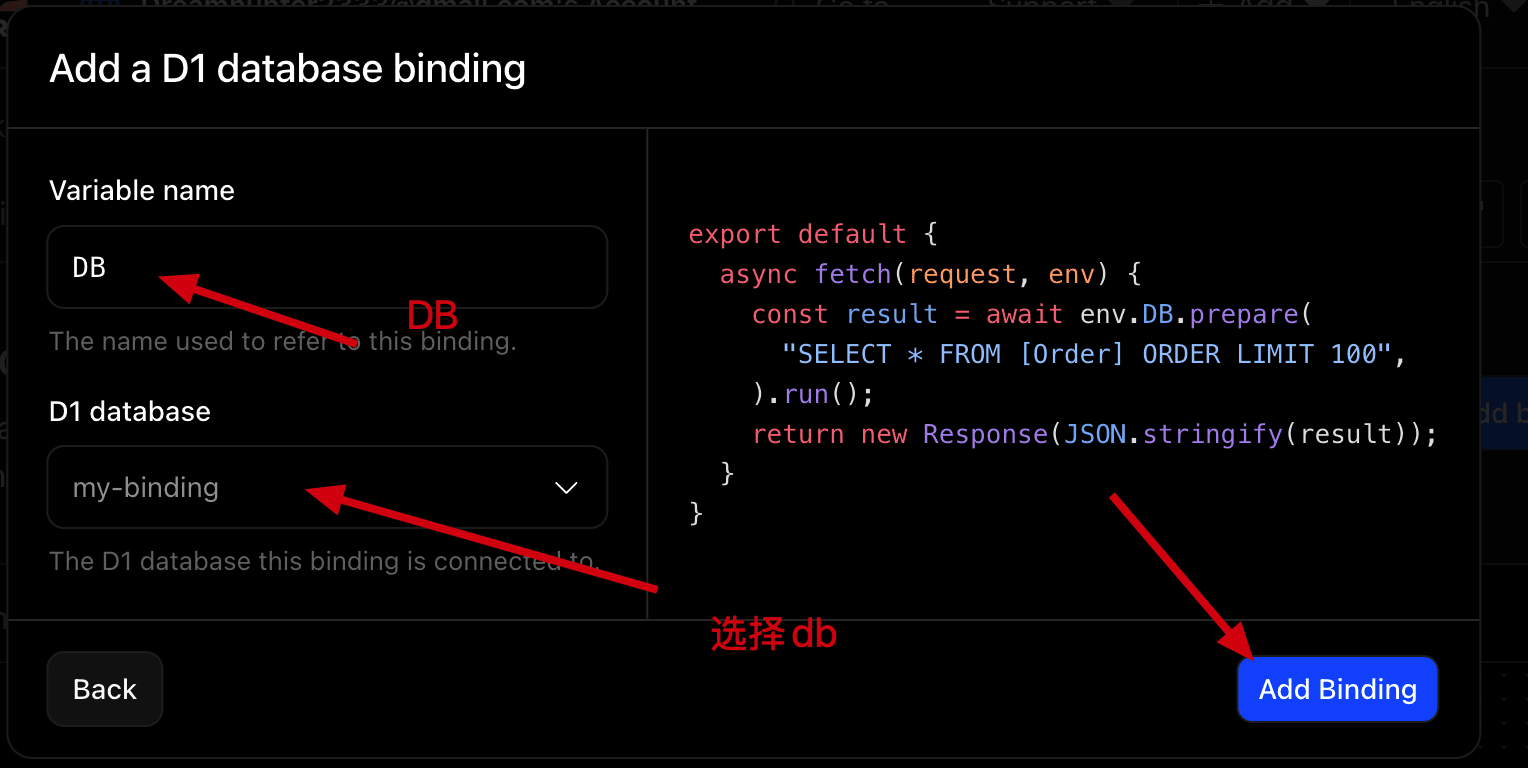 Add a D1 database binding
Variable name
DB
DB
The name used to refer to this binding.
D1 database
my-binding
The D1 database this binding is connected to.
export default {
  async fetch(request, env) {
    const result = await env.DB.prepare(
      "SELECT * FROM [Order] ORDER LIMIT 100",
    ).run();
    return new Response(JSON.stringify(result));
  }
}
选择db
Back
Add Binding